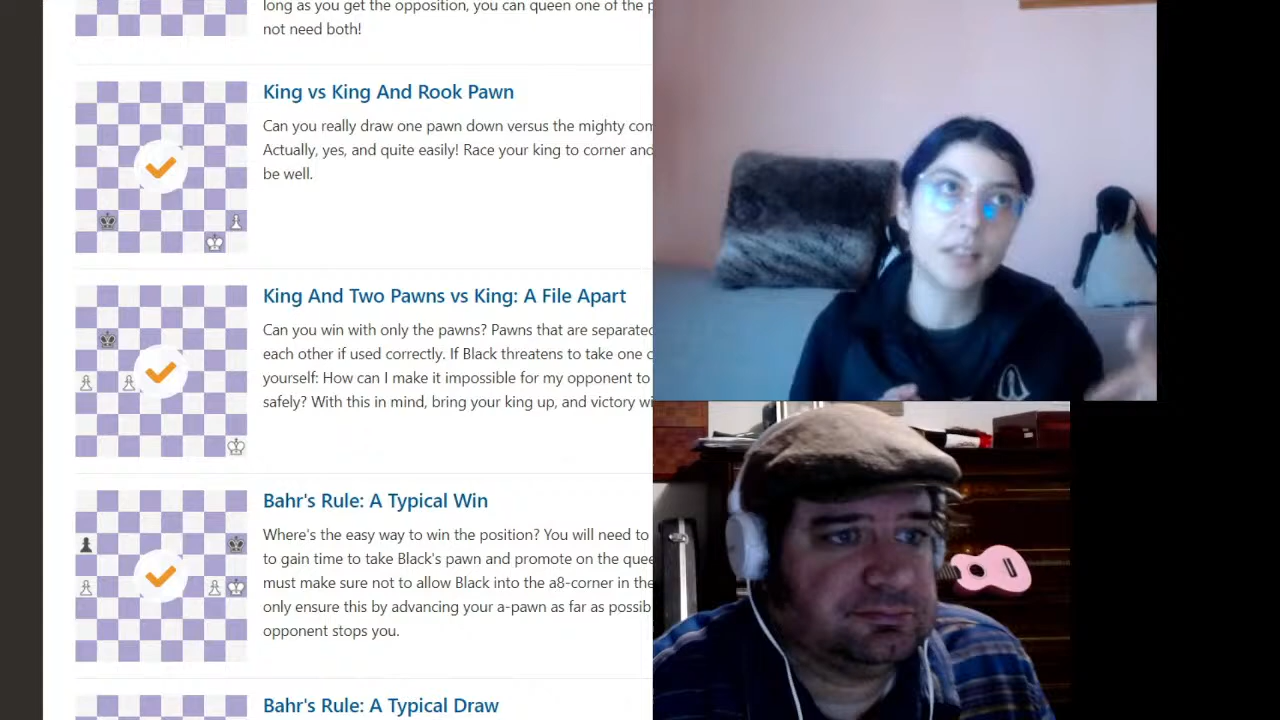 long as you get the opposition, you can queen one of the p
not need both!
King vs King And Rook Pawn
Can you really draw one pawn down versus the mighty com
Actually, yes, and quite easily! Race your king to corner and
be well.
King And Two Pawns vs King: A File Apart
Can you win with only the pawns? Pawns that are separated
each other if used correctly. If Black threatens to take one o
yourself: How can I make it impossible for my opponent to
safely? With this in mind, bring your king up, and victory wi
Bahr's Rule: A Typical Win
Where's the easy way to win the position? You will need to
to gain time to take Black's pawn and promote on the quee
must make sure not to allow Black into the a8-corner in the
only ensure this by advancing your a-pawn as far as possib
opponent stops you.
Bahr's Rule: A Typical Draw